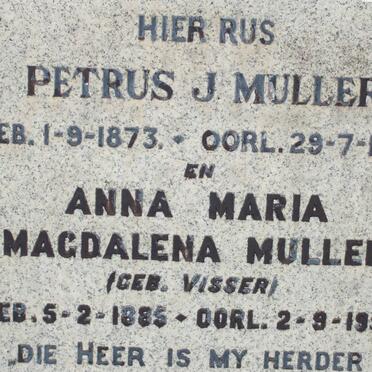 HIER RUS
PETRUS J MULLER
EB. 1-9-1873. - OORL. 29-7-1
EN
ANNA MARIA
MAGDALENA MULLE
(GEB. VISSER)
EB. 5-2-1885 - OORL. 2-9-19
„DIE HEER IS MY HERDER